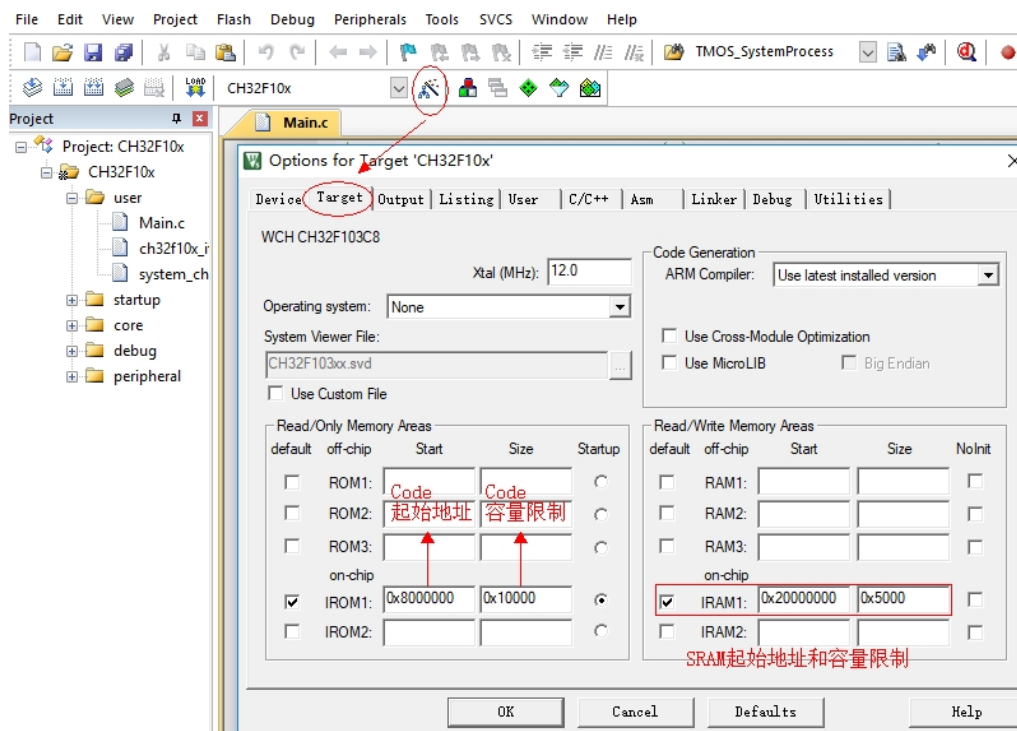 File Edit View Project Flash Debug Peripherals Tools SVCS Window Help
TMOS_SystemProcess
LOAD CH32F10x
Project
Main.c
Project: CH32F10x
CH32F10x
user
Main.c
ch32f10x_i
system_ch
startup
core
debug
peripheral
Options for Target 'CH32F10x'
Device Target Output Listing User C/C++ Asm Linker Debug Utilities
WCH CH32F103C8
Xtal (MHz): 12.0
Operating system: None
System Viewer File:
CH32F103xx.svd ...
Use Custom File
Code Generation
ARM Compiler: Use latest installed version
Use Cross-Module Optimization
Use MicroLIB Big Endian
Read/Only Memory Areas
default off-chip Start Size Startup
ROM1:
ROM2:
ROM3:
on-chip
IROM1: 0x8000000 0x10000
IROM2:
Code
起始地址
Code
容量限制
Read/Write Memory Areas
default off-chip Start Size NoInit
RAM1:
RAM2:
RAM3:
on-chip
IRAM1: 0x20000000 0x5000
IRAM2:
SRAM起始地址和容量限制
OK Cancel Defaults Help